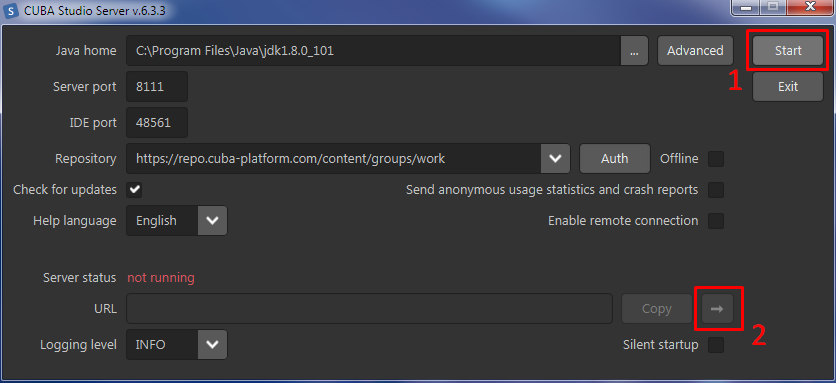 CUBA Studio Server v.6.3.3
Java home C:\Program Files\Java\jdk1.8.0_101 ... Advanced Start
1
Server port 8111 Exit
IDE port 48561
Repository https://repo.cuba-platform.com/content/groups/work Auth Offline
Check for updates Send anonymous usage statistics and crash reports
Help language English Enable remote connection
Server status not running
URL Copy
2
Logging level INFO Silent startup